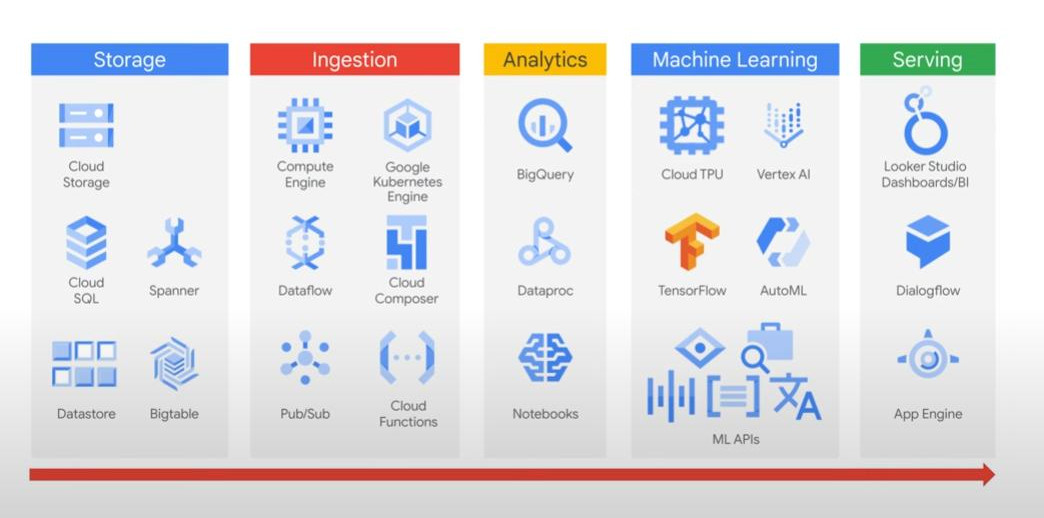 Storage
Ingestion
Analytics
Machine Learning
Serving
Cloud
Storage
Cloud
SQL
Spanner
Datastore
Bigtable
Compute
Engine
Google
Kubernetes
Engine
Dataflow
Cloud
Composer
Pub/Sub
Cloud
Functions
BigQuery
Dataproc
Notebooks
Cloud TPU
Vertex AI
TensorFlow
AutoML
文A
ML APIs
Looker Studio
Dashboards/BI
Dialogflow
App Engine